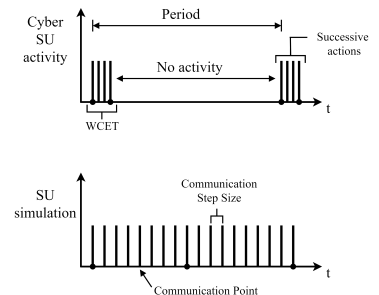 Cyber
SU
activity
Period
Successive
actions
No activity
WCET
t
SU
simulation
Communication
Step Size
t
Communication Point